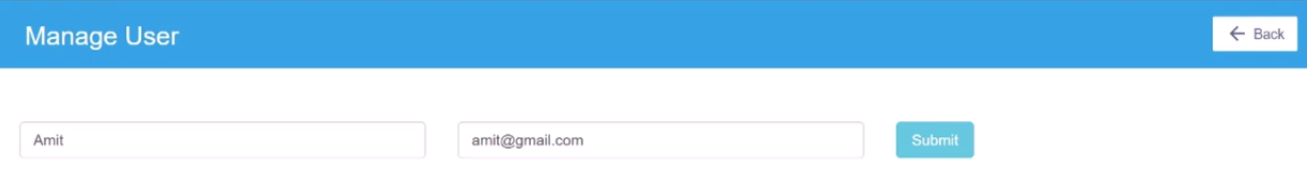 Manage User
← Back
Amit
amit@gmail.com
Submit